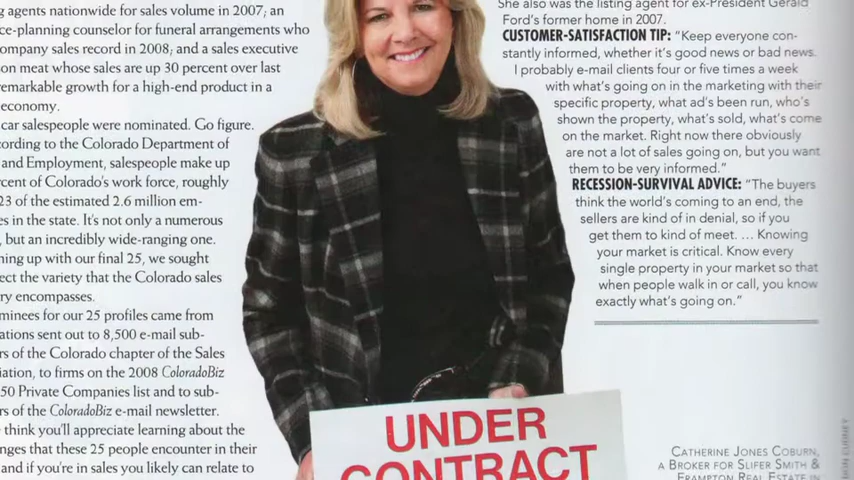 g agents nationwide for sales volume in 2007; an
ce-planning counselor for funeral arrangements who
ompany sales record in 2008; and a sales executive
on meat whose sales are up 30 percent over last
remarkable growth for a high-end product in a
economy.
car salespeople were nominated. Go figure.
cording to the Colorado Department of
and Employment, salespeople make up
rcent of Colorado's work force, roughly
23 of the estimated 2.6 million em-
es in the state. It's not only a numerous
, but an incredibly wide-ranging one.
ming up with our final 25, we sought
ect the variety that the Colorado sales
ry encompasses.
minees for our 25 profiles came from
ations sent out to 8,500 e-mail sub-
rs of the Colorado chapter of the Sales
iation, to firms on the 2008 ColoradoBiz
50 Private Companies list and to sub-
rs of the ColoradoBiz e-mail newsletter.
think you'll appreciate learning about the
nges that these 25 people encounter in their
and if you're in sales you likely can relate to
She also was the listing agent for ex-President Gerald
Ford's former home in 2007.
CUSTOMER-SATISFACTION TIP: "Keep everyone con-
stantly informed, whether it's good news or bad news.
I probably e-mail clients four or five times a week
with what's going on in the marketing with their
specific property, what ad's been run, who's
shown the property, what's sold, what's come
on the market. Right now there obviously
are not a lot of sales going on, but you want
them to be very informed."
RECESSION-SURVIVAL ADVICE: "The buyers
think the world's coming to an end, the
sellers are kind of in denial, so if you
get them to kind of meet. … Knowing
your market is critical. Know every
single property in your market so that
when people walk in or call, you know
exactly what's going on."
UNDER
CONTRACT
CATHERINE JONES COBURN,
A BROKER FOR SLIFER SMITH &
FRAMPTON REAL ESTATE IN